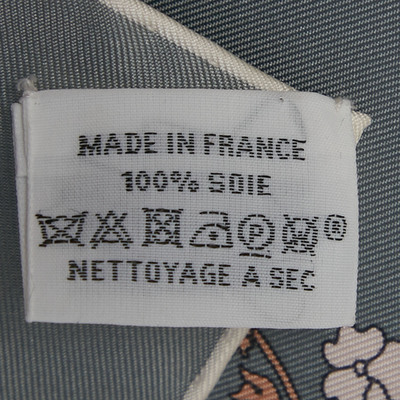 MADE IN FRANCE
100% SOIE
P ®
NETTOYAGE A SEC